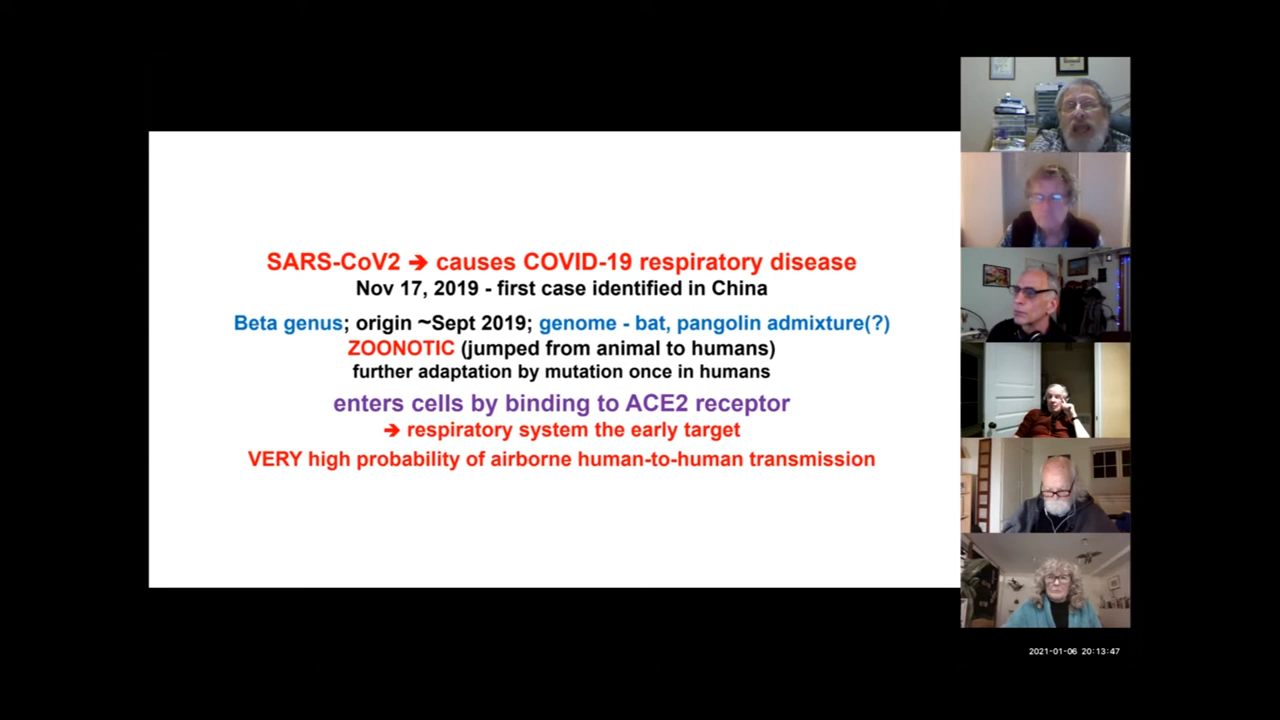 SARS-CoV2 ➔ causes COVID-19 respiratory disease
Nov 17, 2019 - first case identified in China
Beta genus; origin ~Sept 2019; genome - bat, pangolin admixture(?)
ZOONOTIC (jumped from animal to humans)
further adaptation by mutation once in humans
enters cells by binding to ACE2 receptor
➔ respiratory system the early target
VERY high probability of airborne human-to-human transmission
2021-01-06 20:13:47